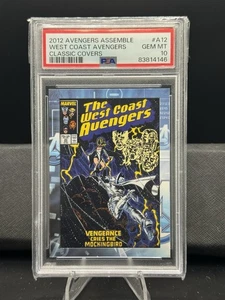 2012 AVENGERS ASSEMBLE #A12
WEST COAST AVENGERS GEM MT
CLASSIC COVERS 10
PSA 83814146
MARVEL
The
West Coast
Avengers
VENGEANCE
CRIES THE
MOCKINGBIRD